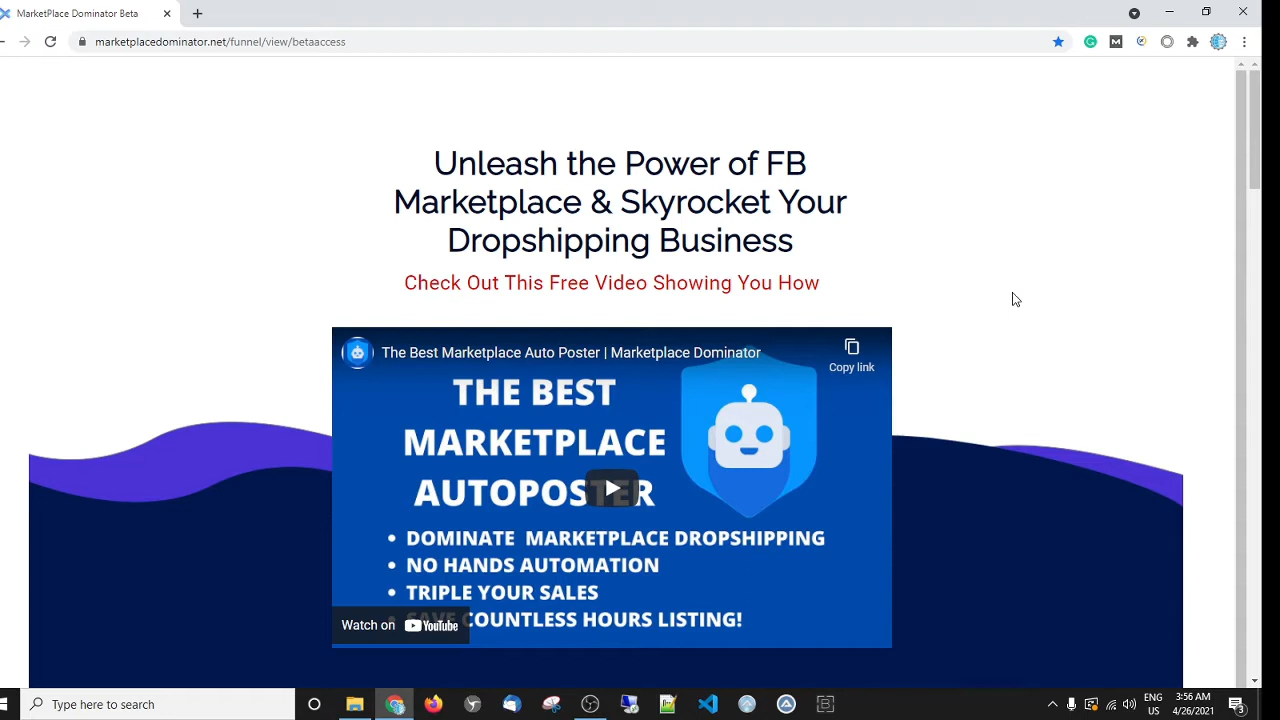 MarketPlace Dominator Beta
marketplacedominator.net/funnel/view/betaaccess
Unleash the Power of FB
Marketplace & Skyrocket Your
Dropshipping Business
Check Out This Free Video Showing You How
The Best Marketplace Auto Poster | Marketplace Dominator
Copy link
THE BEST
MARKETPLACE
AUTOPOSTER
• DOMINATE MARKETPLACE DROPSHIPPING
• NO HANDS AUTOMATION
• TRIPLE YOUR SALES
• SAVE COUNTLESS HOURS LISTING!
Watch on YouTube
Type here to search
ENG
US
3:56 AM
4/26/2021
3